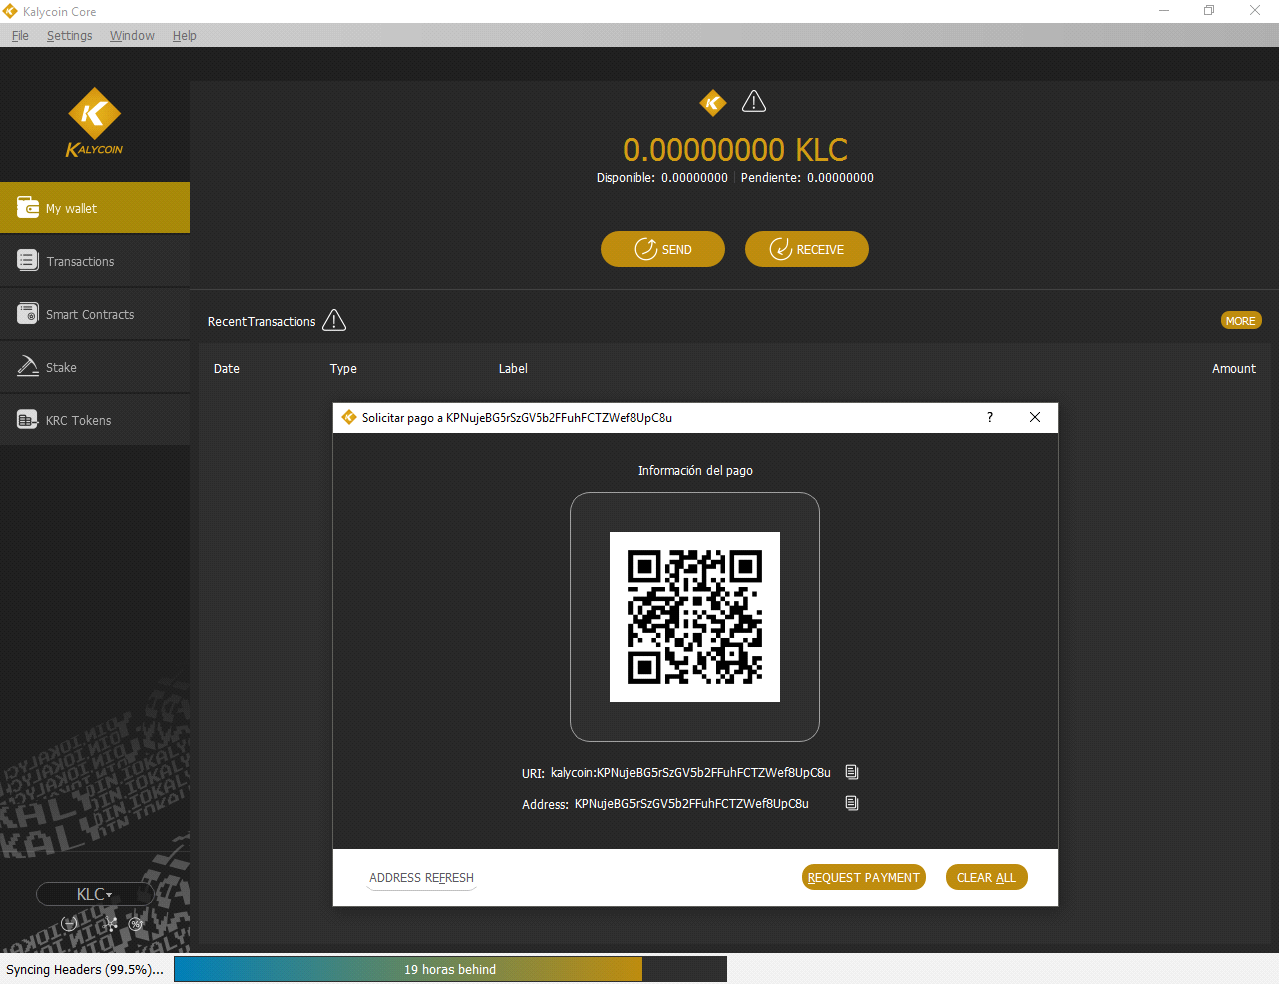 Kalycoin Core
File Settings Window Help
KALYCOIN
My wallet
Transactions
Smart Contracts
Stake
KRC Tokens
0.00000000 KLC
Disponible: 0.00000000 Pendiente: 0.00000000
SEND RECEIVE
RecentTransactions MORE
Date Type Label Amount
Solicitar pago a KPNujeBG5rSzGV5b2FFuhFCTZWef8UpC8u ?
Información del pago
URI: kalycoin:KPNujeBG5rSzGV5b2FFuhFCTZWef8UpC8u
Address: KPNujeBG5rSzGV5b2FFuhFCTZWef8UpC8u
ADDRESS REFRESH REQUEST PAYMENT CLEAR ALL
KLC
Syncing Headers (99.5%)... 19 horas behind